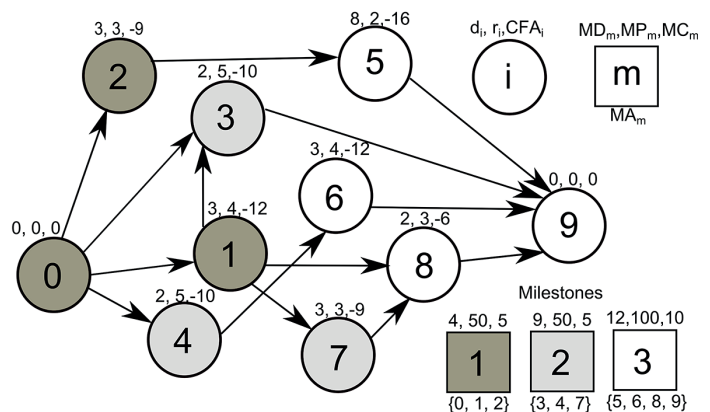 8, 2,-16
3, 3, -9
d_i, r_i,CFA_i
MD_m,MP_m,MC_m
2
5
i
m
2, 5,-10
MA_m
3
3, 4,-12
0, 0, 0
6
3, 4,-12
2, 3,-6
9
0, 0, 0
1
8
0
2, 5,-10
Milestones
3, 3,-9
4, 50, 5
9, 50, 5
12,100,10
4
7
1
2
3
{0, 1, 2}
{3, 4, 7}
{5, 6, 8, 9}